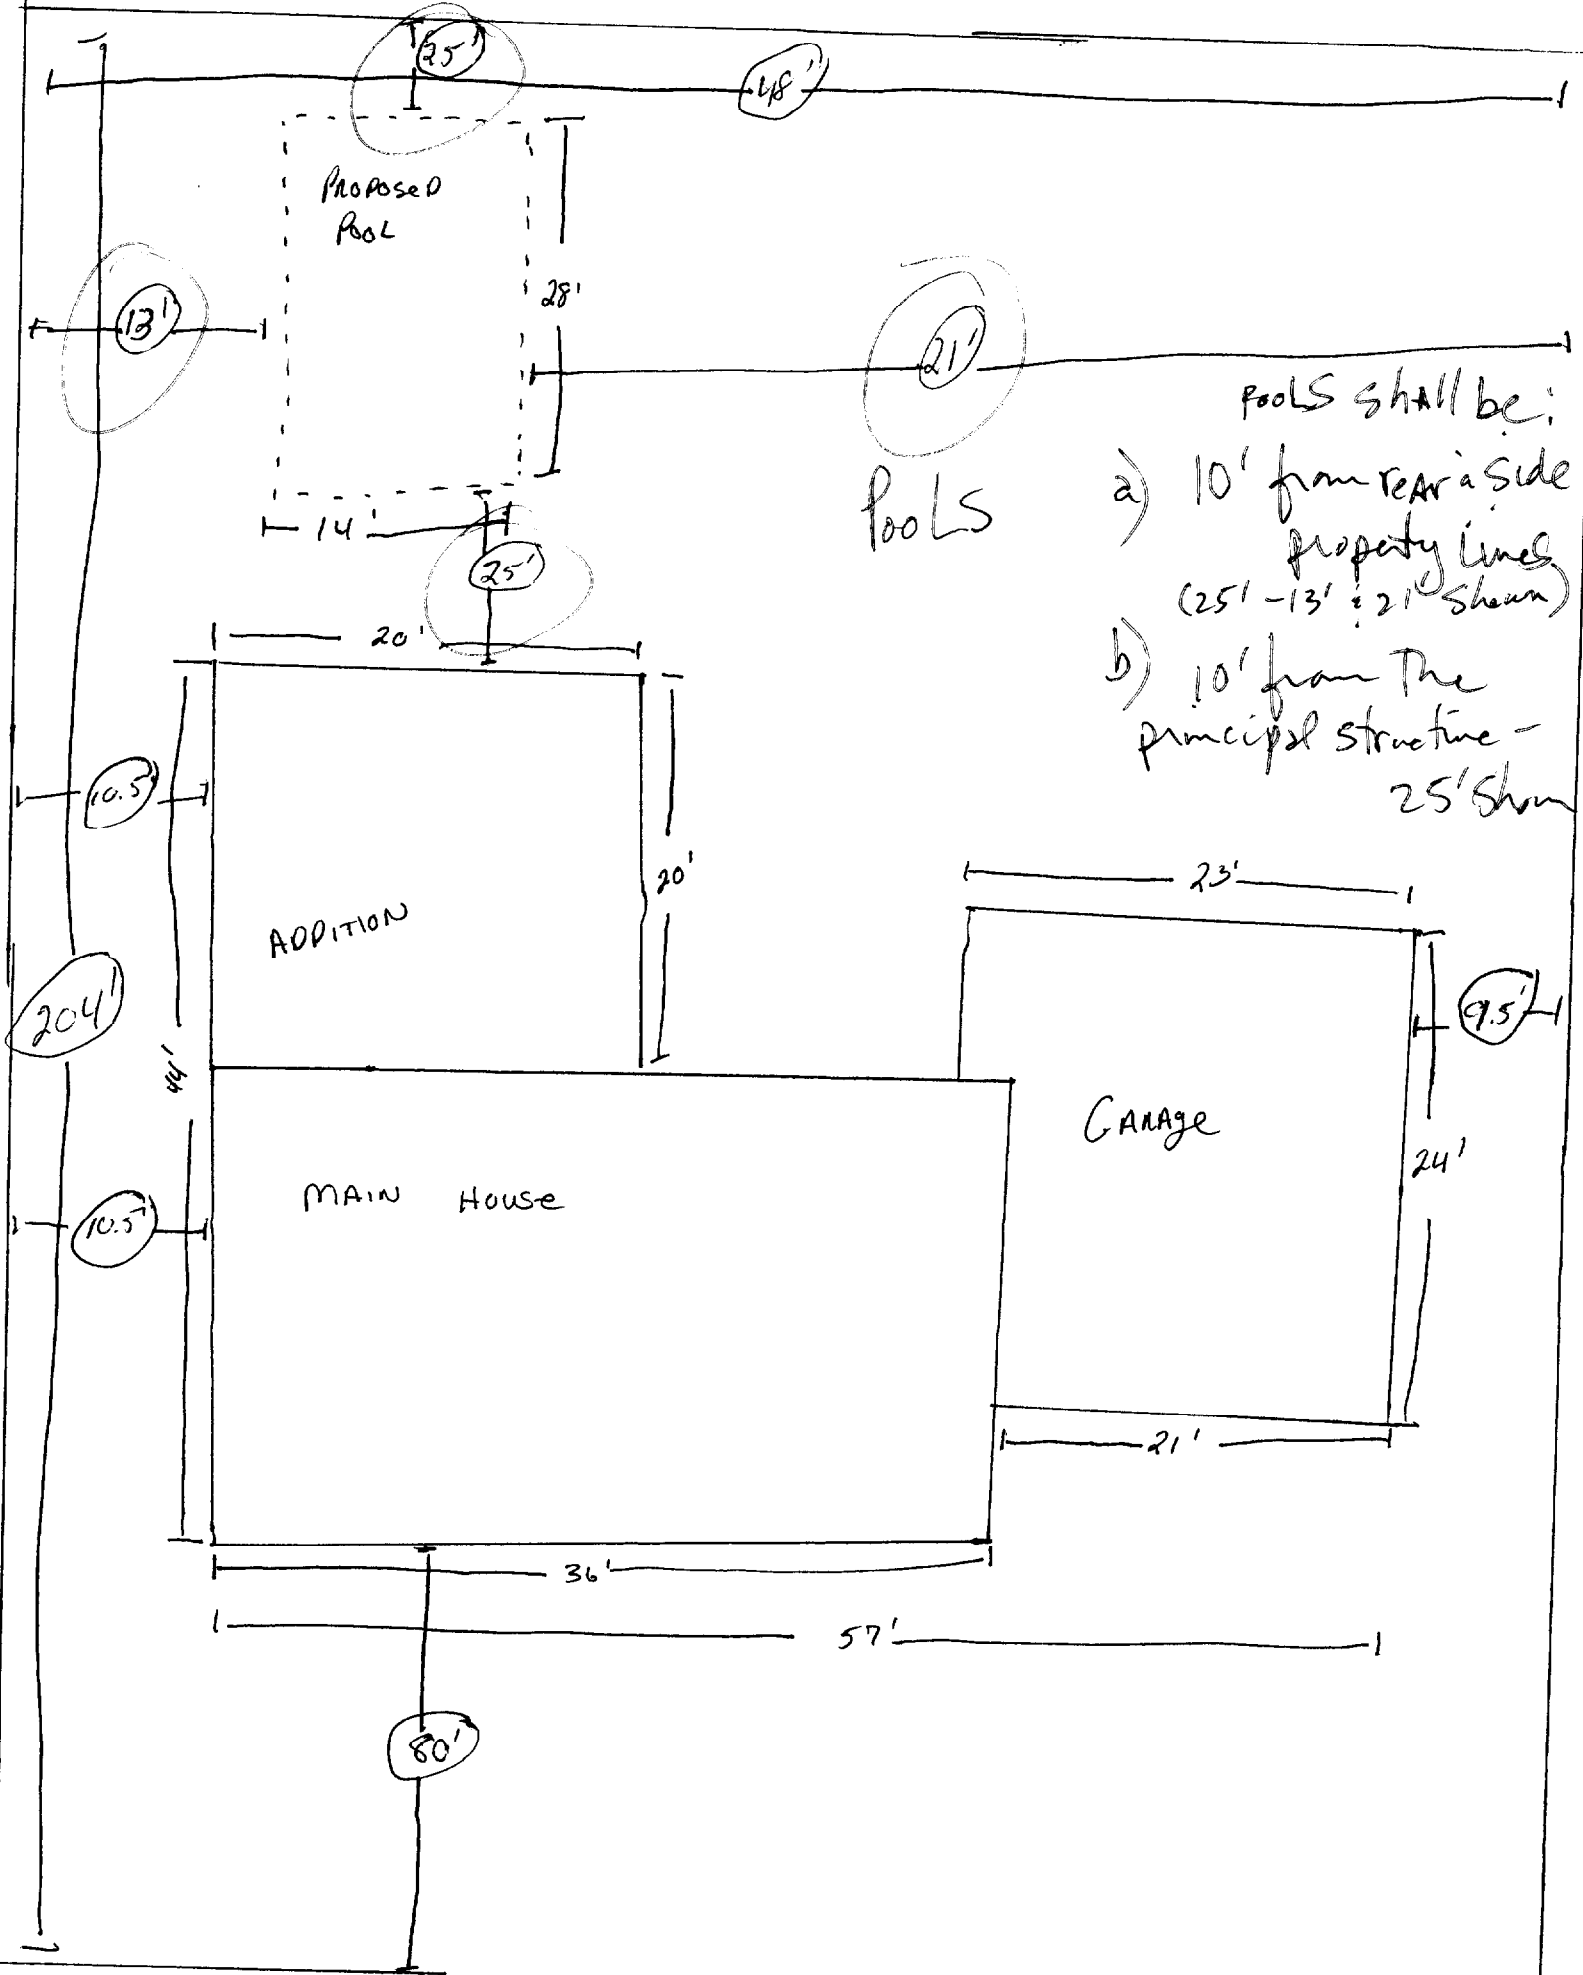 25'
48'
PROPOSED
POOL
28'
13'
21'
POOLS shall be:
a) 10' from rear & side
property lines
(25' - 13' & 21' shown)
POOLS
14'
25'
b) 10' from The
principal structure -
25' Shown
20'
10.5'
20'
23'
ADDITION
204'
9.5'
44'
GARAge
24'
MAIN House
10.5'
21'
36'
57'
80'